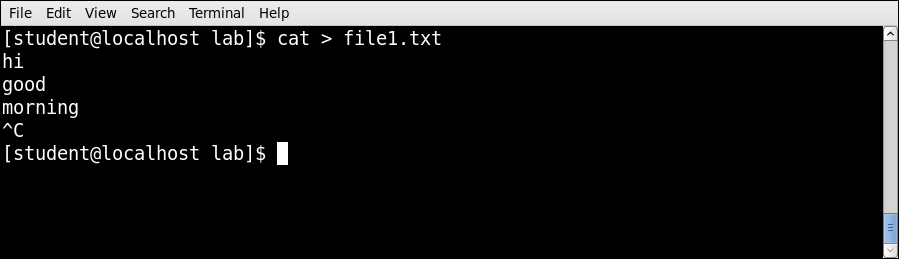 File Edit View Search Terminal Help
[student@localhost lab]$ cat > file1.txt
hi
good
morning
^C
[student@localhost lab]$